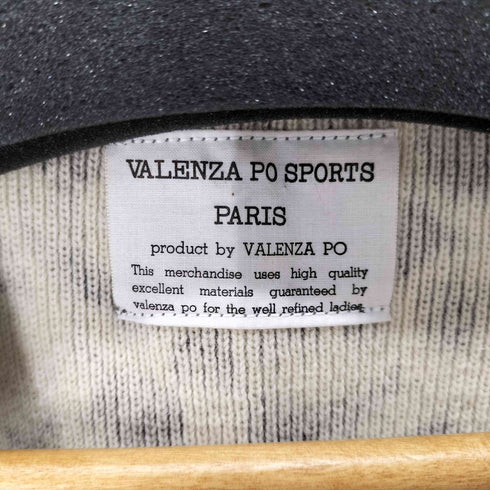 VALENZA PO SPORTS
PARIS
product by VALENZA PO
This merchandise uses high quality
excellent materials guaranteed by
valenza po for the well refined ladies